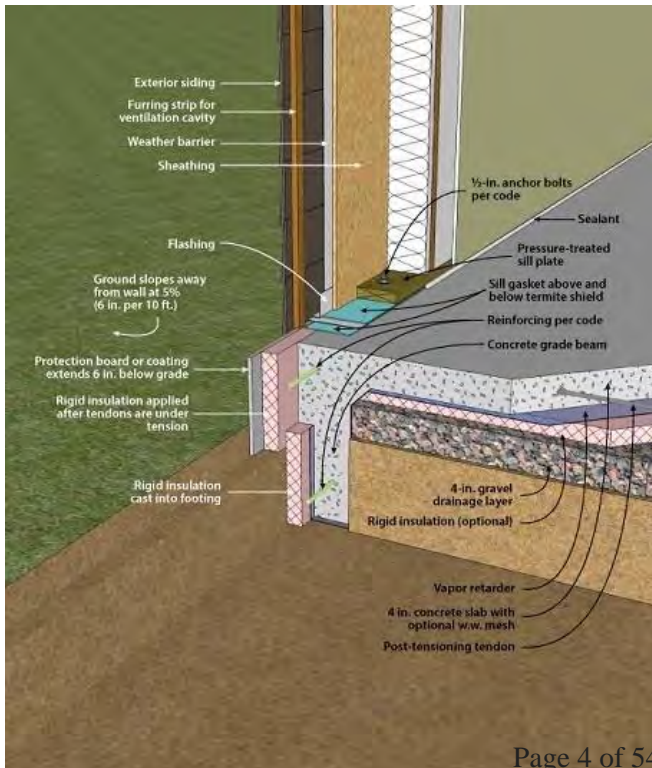 Exterior siding
Furring strip for
ventilation cavity
Weather barrier
Sheathing
½-in. anchor bolts
per code
Sealant
Flashing
Pressure-treated
sill plate
Ground slopes away
from wall at 5%
(6 in. per 10 ft.)
Sill gasket above and
below termite shield
Reinforcing per code
Concrete grade beam
Protection board or coating
extends 6 in. below grade
Rigid insulation applied
after tendons are under
tension
Rigid insulation
cast into footing
4-in. gravel
drainage layer
Rigid insulation (optional)
Vapor retarder
4 in. concrete slab with
optional w.w. mesh
Post-tensioning tendon
Page 4 of 54